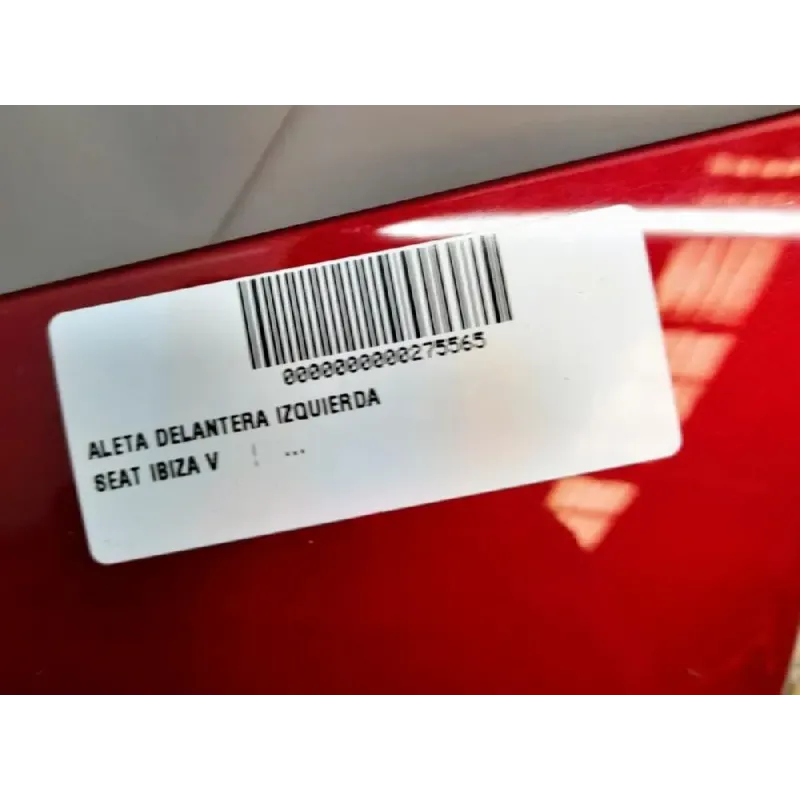 0000000000275565
ALETA DELANTERA IZQUIERDA
SEAT IBIZA V ...